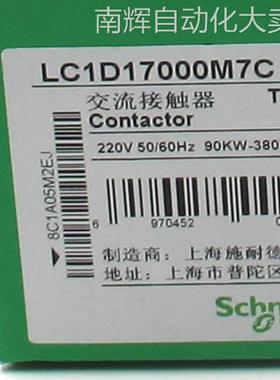 南辉自动化大卖
LC1D17000M7C
交流接触器 T
Contactor
220V 50/60Hz 90KW-380
8C1A05M2EJ
6 970452 0
制造商：上海施耐德
地址：上海市普陀区
Schn